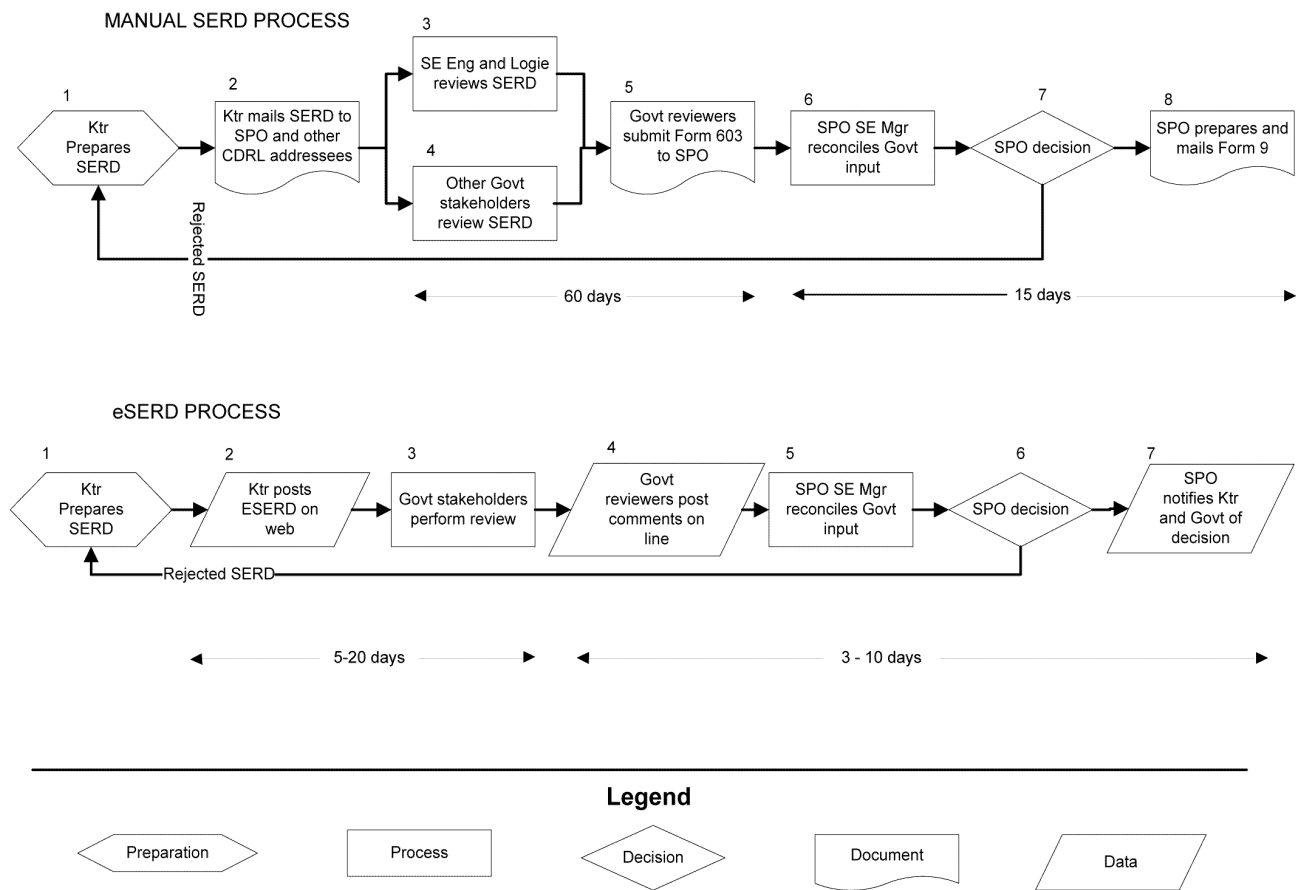 MANUAL SERD PROCESS
1
Ktr
Prepares
SERD
2
Ktr mails SERD to
SPO and other
CDRL addressees
3
SE Eng and Logie
reviews SERD
4
Other Govt
stakeholders
review SERD
5
Govt reviewers
submit Form 603
to SPO
6
SPO SE Mgr
reconciles Govt
input
7
SPO decision
8
SPO prepares and
mails Form 9
Rejected SERD
60 days
15 days
eSERD PROCESS
1
Ktr
Prepares
SERD
2
Ktr posts
ESERD on
web
3
Govt stakeholders
perform review
4
Govt
reviewers post
comments on
line
5
SPO SE Mgr
reconciles Govt
input
6
SPO decision
7
SPO
notifies Ktr
and Govt of
decision
Rejected SERD
5-20 days
3 - 10 days
Legend
Preparation
Process
Decision
Document
Data